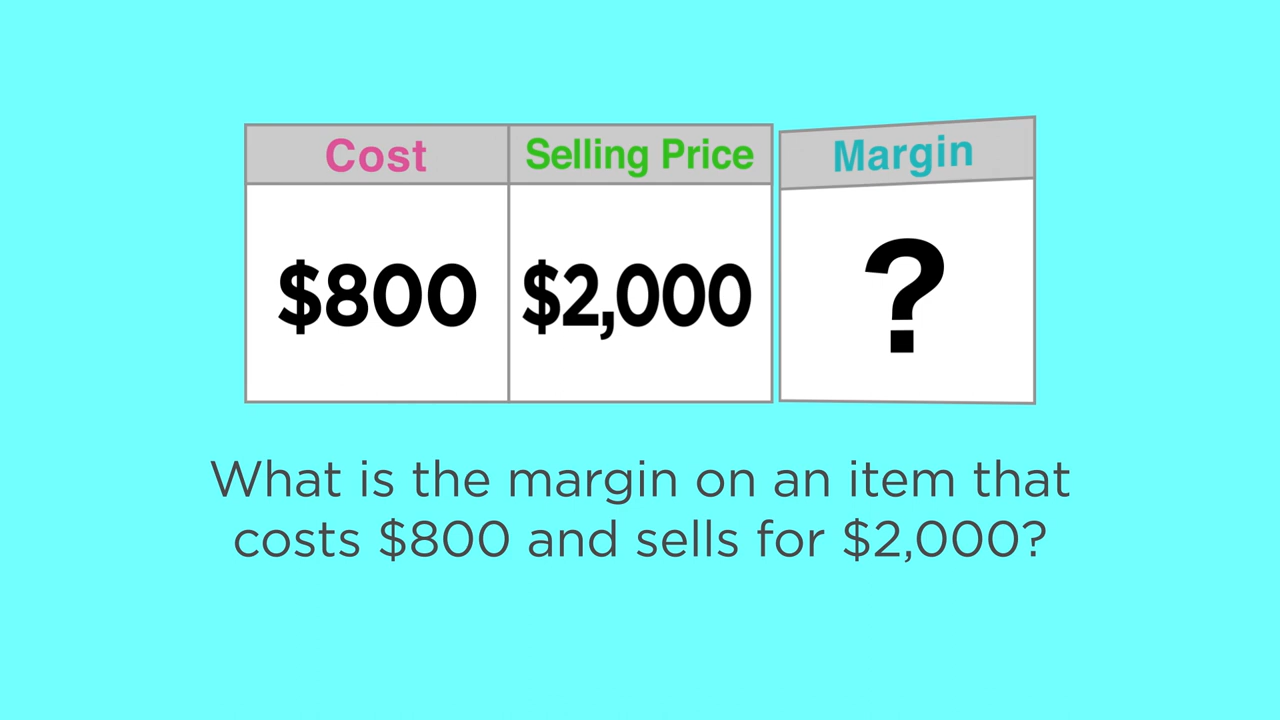 Cost Selling Price Margin
$800 $2,000 ?
What is the margin on an item that
costs $800 and sells for $2,000?